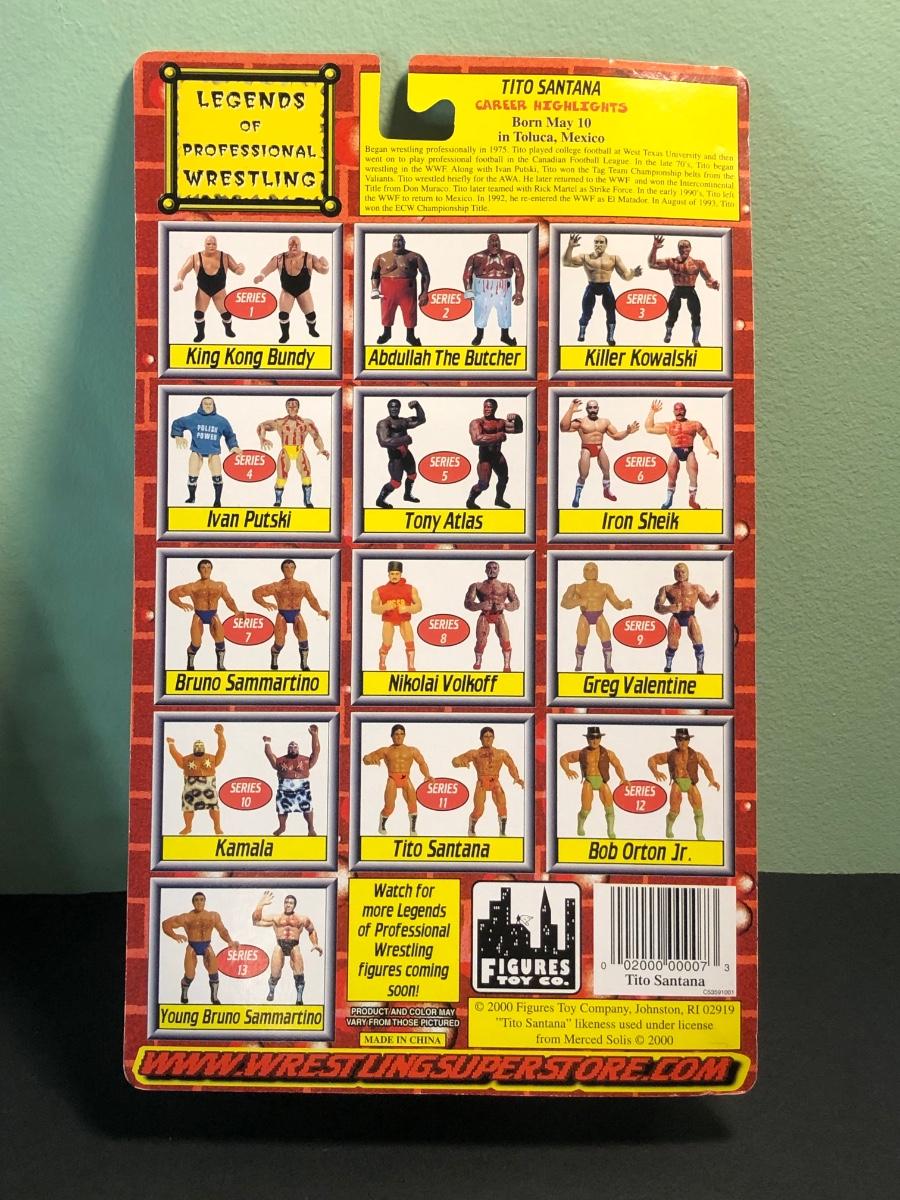 LEGENDS
OF
PROFESSIONAL
WRESTLING
TITO SANTANA
CAREER HIGHLIGHTS
Born May 10
in Toluca, Mexico
Began wrestling professionally in 1975. Tito played college football at West Texas University and then
went on to play professional football in the Canadian Football League. In the late 70's, Tito began
wrestling in the WWF. Along with Ivan Putski, Tito won the Tag Team Championship belts from the
Valiants. Tito wrestled briefly for the AWA. He later returned to the WWF and won the Intercontinental
Title from Don Muraco. Tito later teamed with Rick Martel as Strike Force. In the early 1990's, Tito left
the WWF to return to Mexico. In 1992, he re-entered the WWF as El Matador. In August of 1993, Tito
won the ECW Championship Title.
SERIES
1
King Kong Bundy
SERIES
2
Abdullah The Butcher
SERIES
3
Killer Kowalski
POLISH
POWER
SERIES
4
Ivan Putski
SERIES
5
Tony Atlas
SERIES
6
Iron Sheik
SERIES
7
Bruno Sammartino
SERIES
8
Nikolai Volkoff
SERIES
9
Greg Valentine
SERIES
10
Kamala
SERIES
11
Tito Santana
SERIES
12
Bob Orton Jr.
SERIES
13
Young Bruno Sammartino
Watch for
more Legends
of Professional
Wrestling
figures coming
soon!
PRODUCT AND COLOR MAY
VARY FROM THOSE PICTURED
MADE IN CHINA
FIGURES
TOY CO.
0 02000 00007 3
Tito Santana
CS3591001
© 2000 Figures Toy Company, Johnston, RI 02919
"Tito Santana" likeness used under license
from Merced Solis © 2000
WWW.WRESTLINGSUPERSTORE.COM